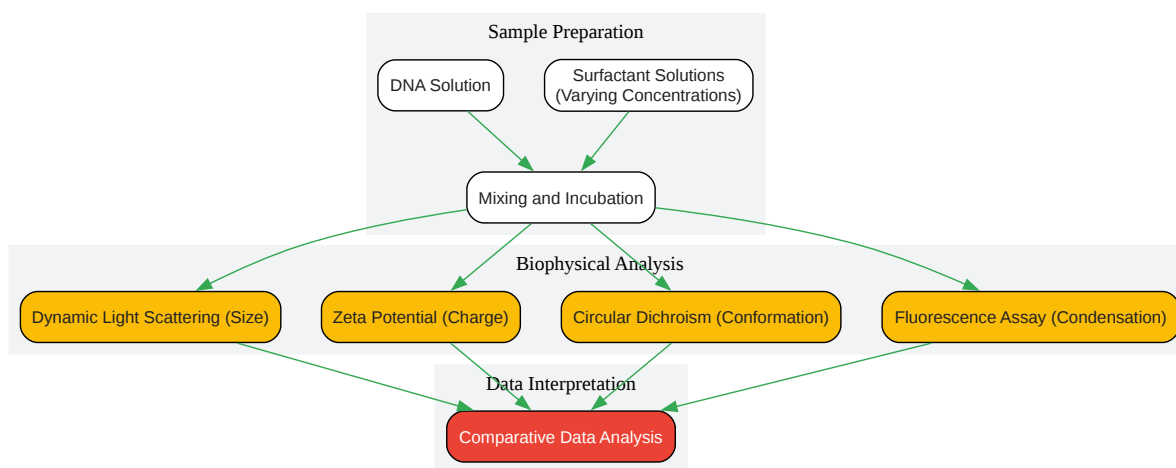 Sample Preparation
DNA Solution
Surfactant Solutions
(Varying Concentrations)
Mixing and Incubation
Biophysical Analysis
Dynamic Light Scattering (Size)
Zeta Potential (Charge)
Circular Dichroism (Conformation)
Fluorescence Assay (Condensation)
Data Interpretation
Comparative Data Analysis